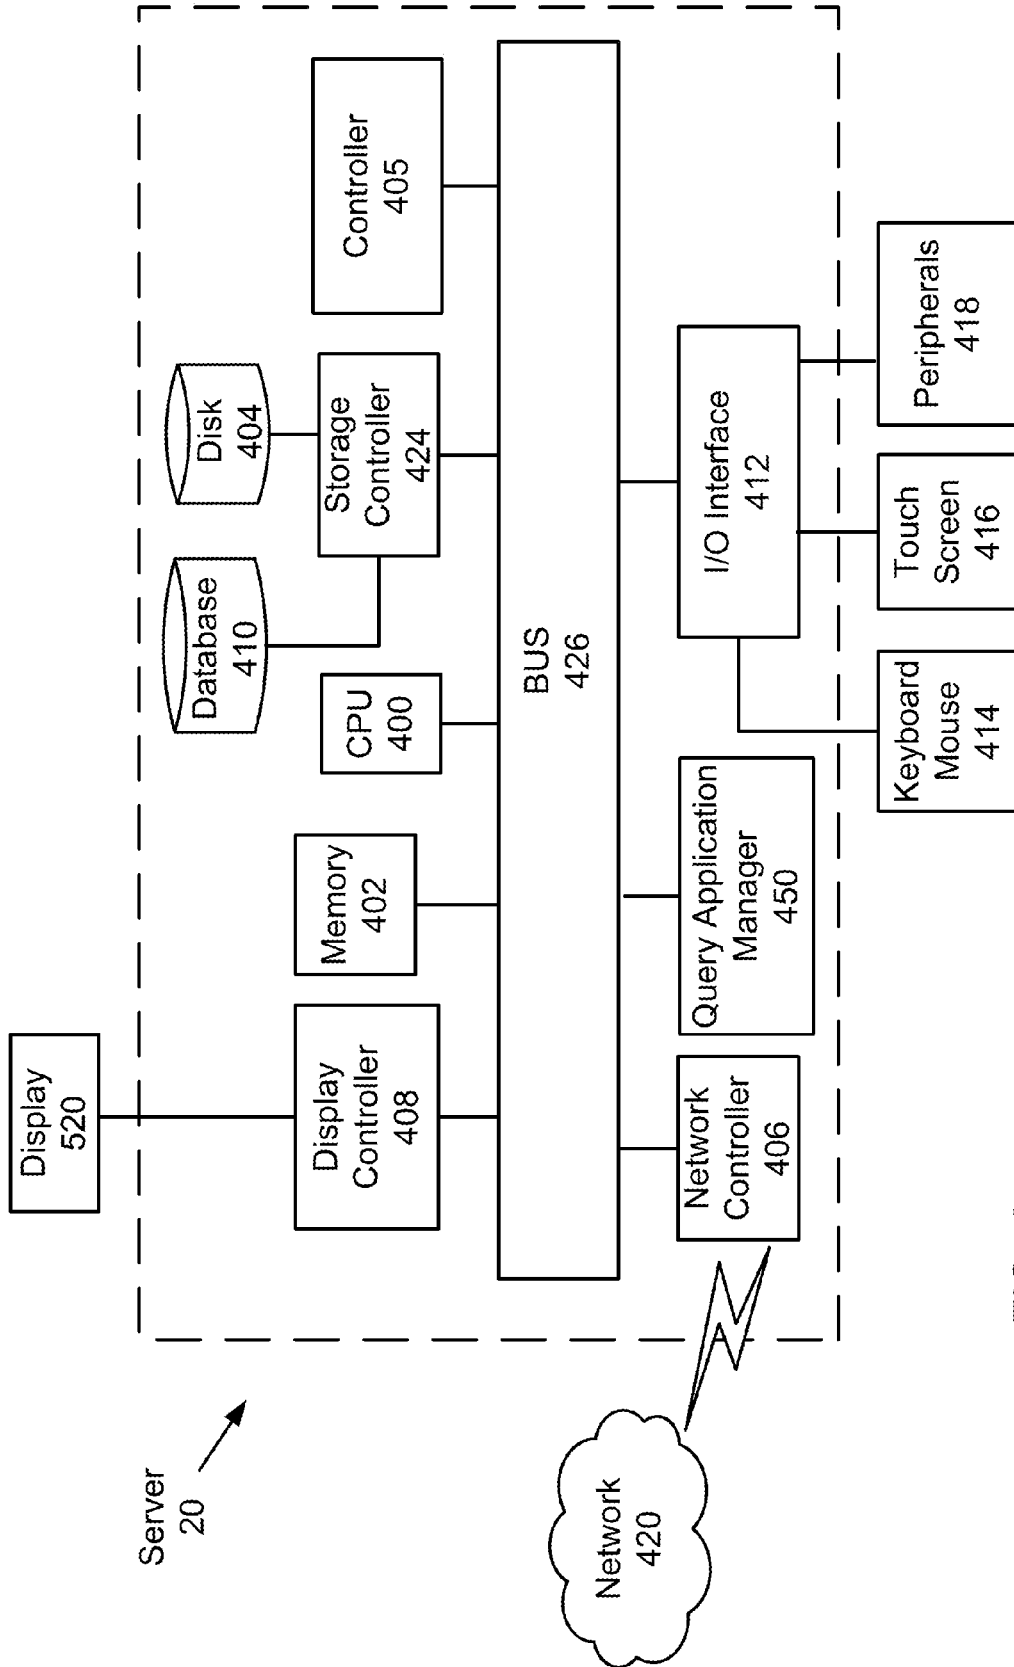 Server
20
Display
520
Display
Controller
408
Memory
402
CPU
400
Database
410
Disk
404
Storage
Controller
424
Controller
405
BUS
426
Network
420
Network
Controller
406
Query Application
Manager
450
I/O Interface
412
Keyboard
Mouse
414
Touch
Screen
416
Peripherals
418